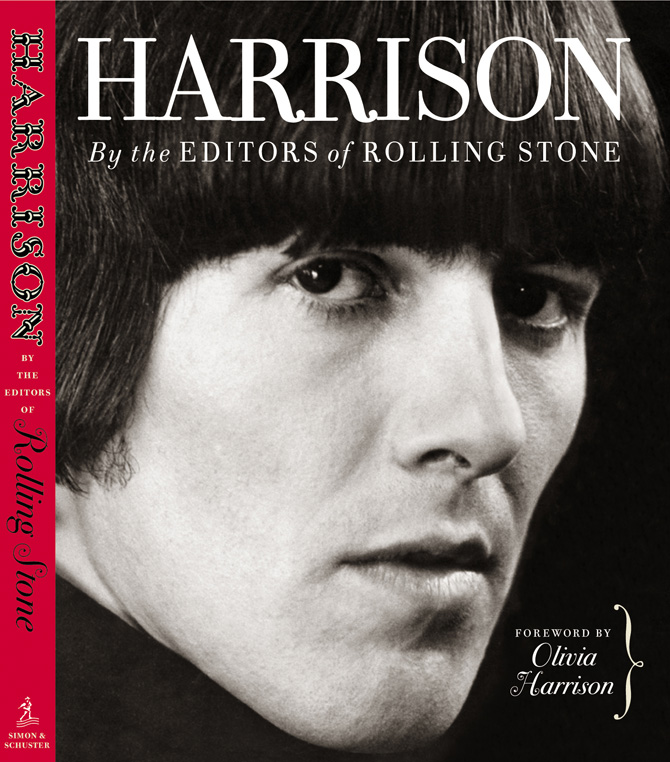 HARRISON
BY
THE
EDITORS
OF
Rolling Stone
SIMON &
SCHUSTER
HARRISON
By the EDITORS of ROLLING STONE
FOREWORD BY
Olivia
Harrison